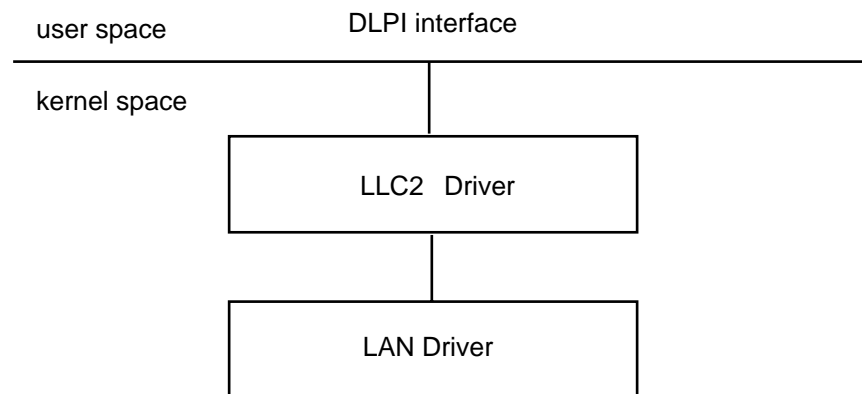 user space
DLPI interface
kernel space
LLC2 Driver
LAN Driver